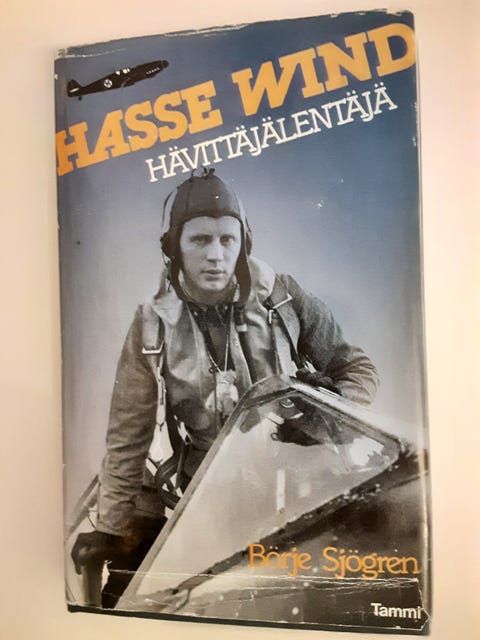 HASSE WIND
HÄVITTÄJÄLENTÄJÄ
Börje Sjögren
Tammi